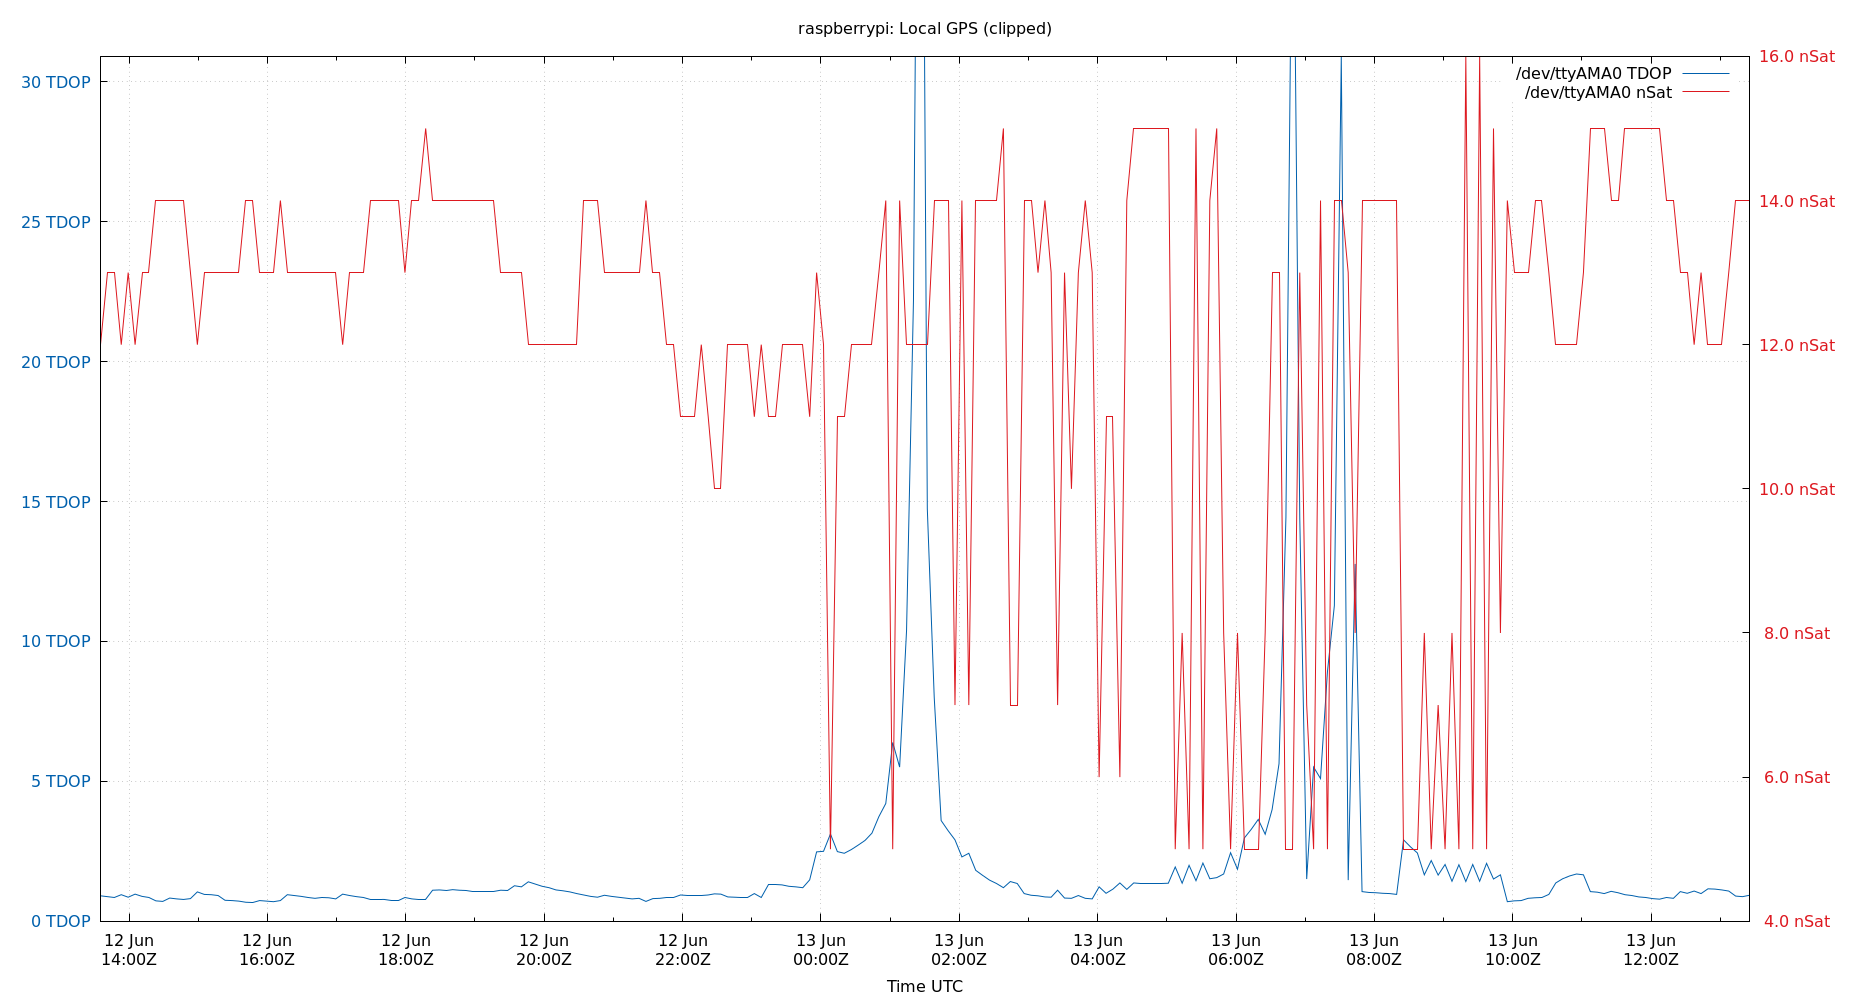 raspberrypi: Local GPS (clipped)
/dev/ttyAMA0 TDOP
/dev/ttyAMA0 nSat
30 TDOP
25 TDOP
20 TDOP
15 TDOP
10 TDOP
5 TDOP
0 TDOP
16.0 nSat
14.0 nSat
12.0 nSat
10.0 nSat
8.0 nSat
6.0 nSat
4.0 nSat
12 Jun
14:00Z
12 Jun
16:00Z
12 Jun
18:00Z
12 Jun
20:00Z
12 Jun
22:00Z
13 Jun
00:00Z
13 Jun
02:00Z
13 Jun
04:00Z
13 Jun
06:00Z
13 Jun
08:00Z
13 Jun
10:00Z
13 Jun
12:00Z
Time UTC